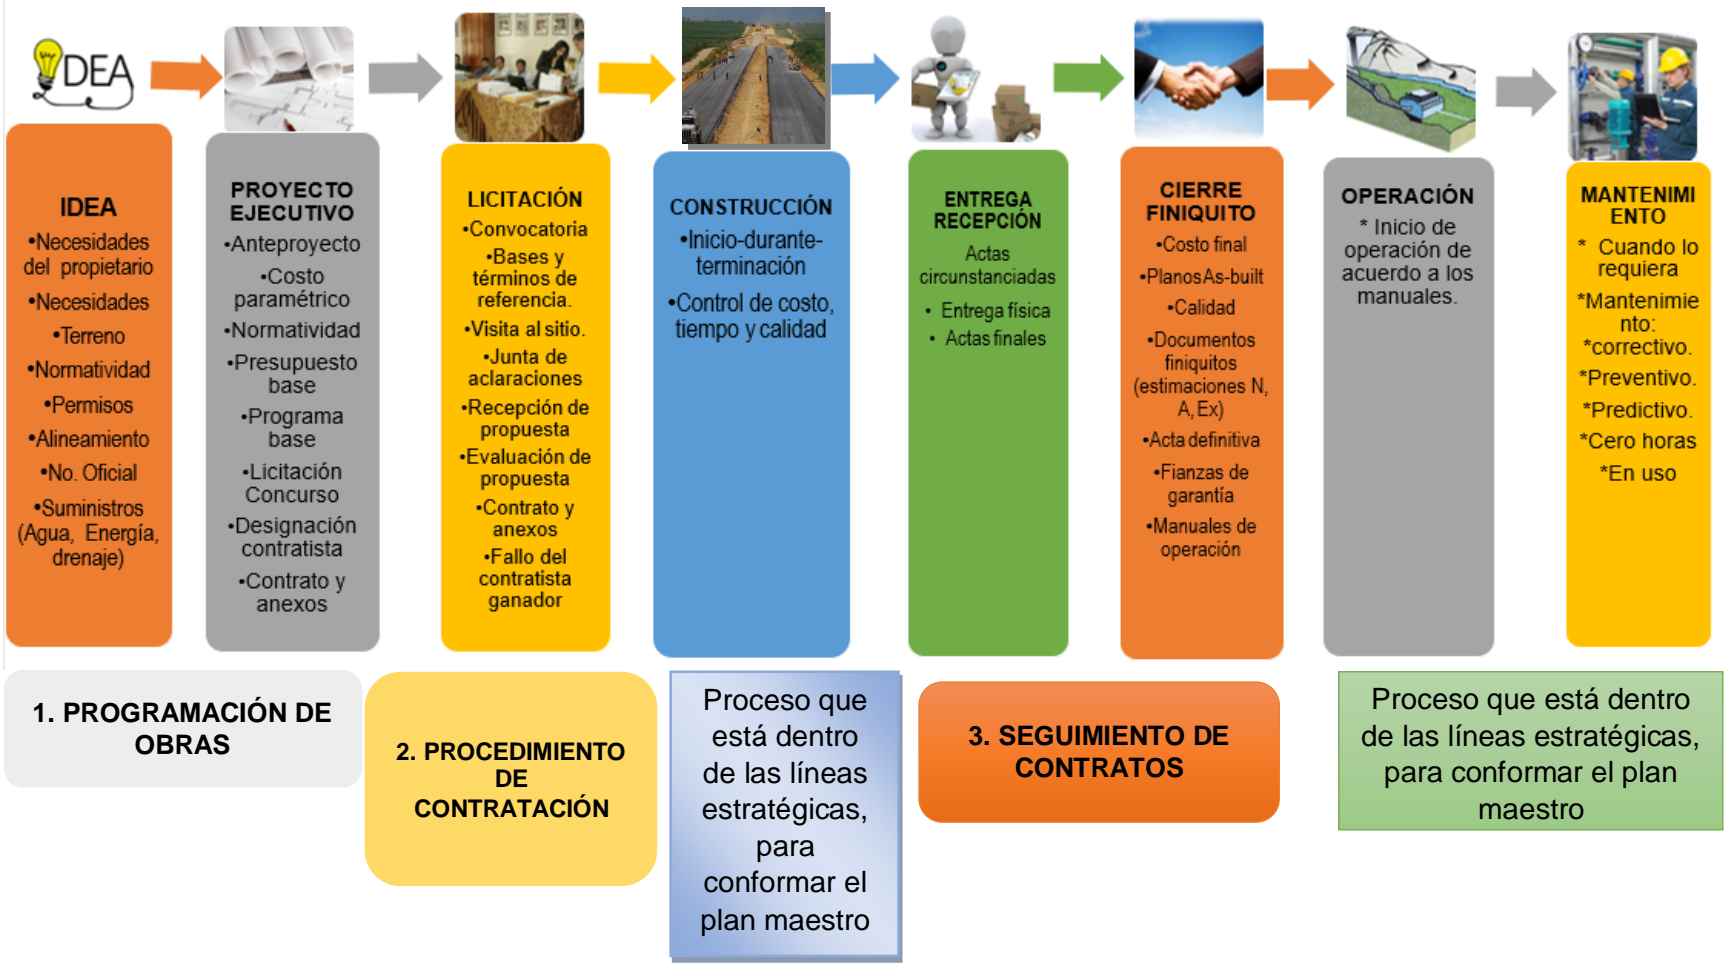 IDEA
IDEA
•Necesidades
del propietario
•Necesidades
•Terreno
•Normatividad
•Permisos
•Alineamiento
•No. Oficial
•Suministros
(Agua, Energía,
drenaje)
PROYECTO
EJECUTIVO
•Anteproyecto
•Costo
paramétrico
•Normatividad
•Presupuesto
base
•Programa
base
•Licitación
Concurso
•Designación
contratista
•Contrato y
anexos
LICITACIÓN
•Convocatoria
•Bases y
términos de
referencia.
•Visita al sitio.
•Junta de
aclaraciones
•Recepción de
propuesta
•Evaluación de
propuesta
•Contrato y
anexos
•Fallo del
contratista
ganador
CONSTRUCCIÓN
•Inicio-durante-
terminación
•Control de costo,
tiempo y calidad
ENTREGA
RECEPCIÓN
Actas
circunstanciadas
• Entrega física
• Actas finales
CIERRE
FINIQUITO
•Costo final
•Planos As-built
•Calidad
•Documentos
finiquitos
(estimaciones N,
A, Ex)
•Acta definitiva
•Fianzas de
garantía
•Manuales de
operación
OPERACIÓN
* Inicio de
operación de
acuerdo a los
manuales.
MANTENIMI
ENTO
* Cuando lo
requiera
*Mantenimie
nto:
*correctivo.
*Preventivo.
*Predictivo.
*Cero horas
*En uso
1. PROGRAMACIÓN DE
OBRAS
2. PROCEDIMIENTO
DE
CONTRATACIÓN
Proceso que
está dentro
de las líneas
estratégicas,
para
conformar el
plan maestro
3. SEGUIMIENTO DE
CONTRATOS
Proceso que está dentro
de las líneas estratégicas,
para conformar el plan
maestro